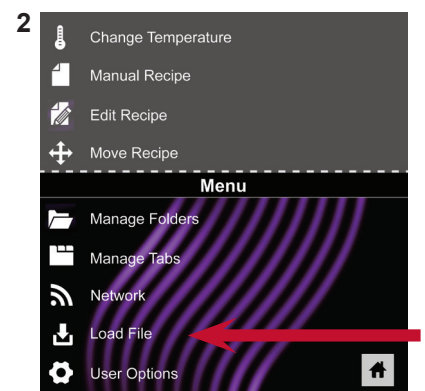 2
Change Temperature
Manual Recipe
Edit Recipe
Move Recipe
Menu
Manage Folders
Manage Tabs
Network
Load File
User Options